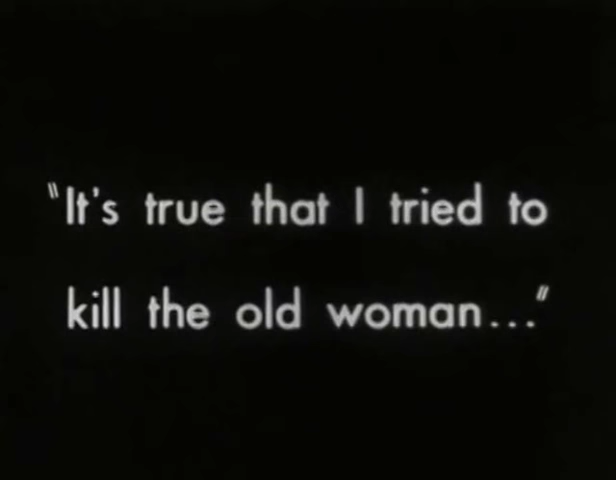 "It's true that I tried to
kill the old woman..."